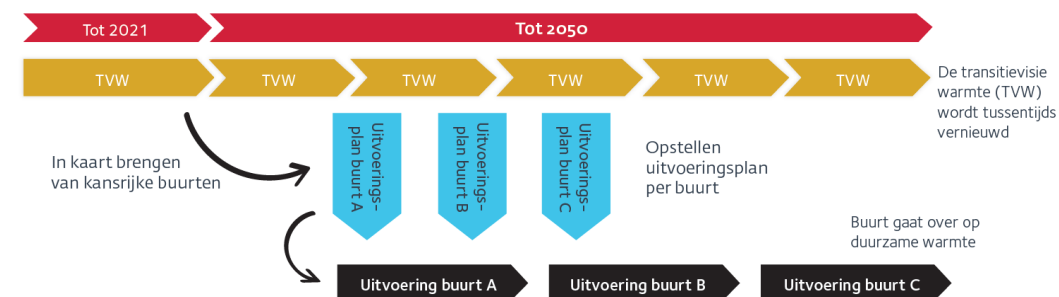 Tot 2021
Tot 2050
TVW
TVW
TVW
TVW
TVW
TVW
De transitievisie
warmte (TVW)
wordt tussentijds
vernieuwd
In kaart brengen
van kansrijke buurten
Uitvoerings-
plan buurt A
Uitvoerings-
plan buurt B
Uitvoerings-
plan buurt C
Opstellen
uitvoeringsplan
per buurt
Buurt gaat over op
duurzame warmte
Uitvoering buurt A
Uitvoering buurt B
Uitvoering buurt C